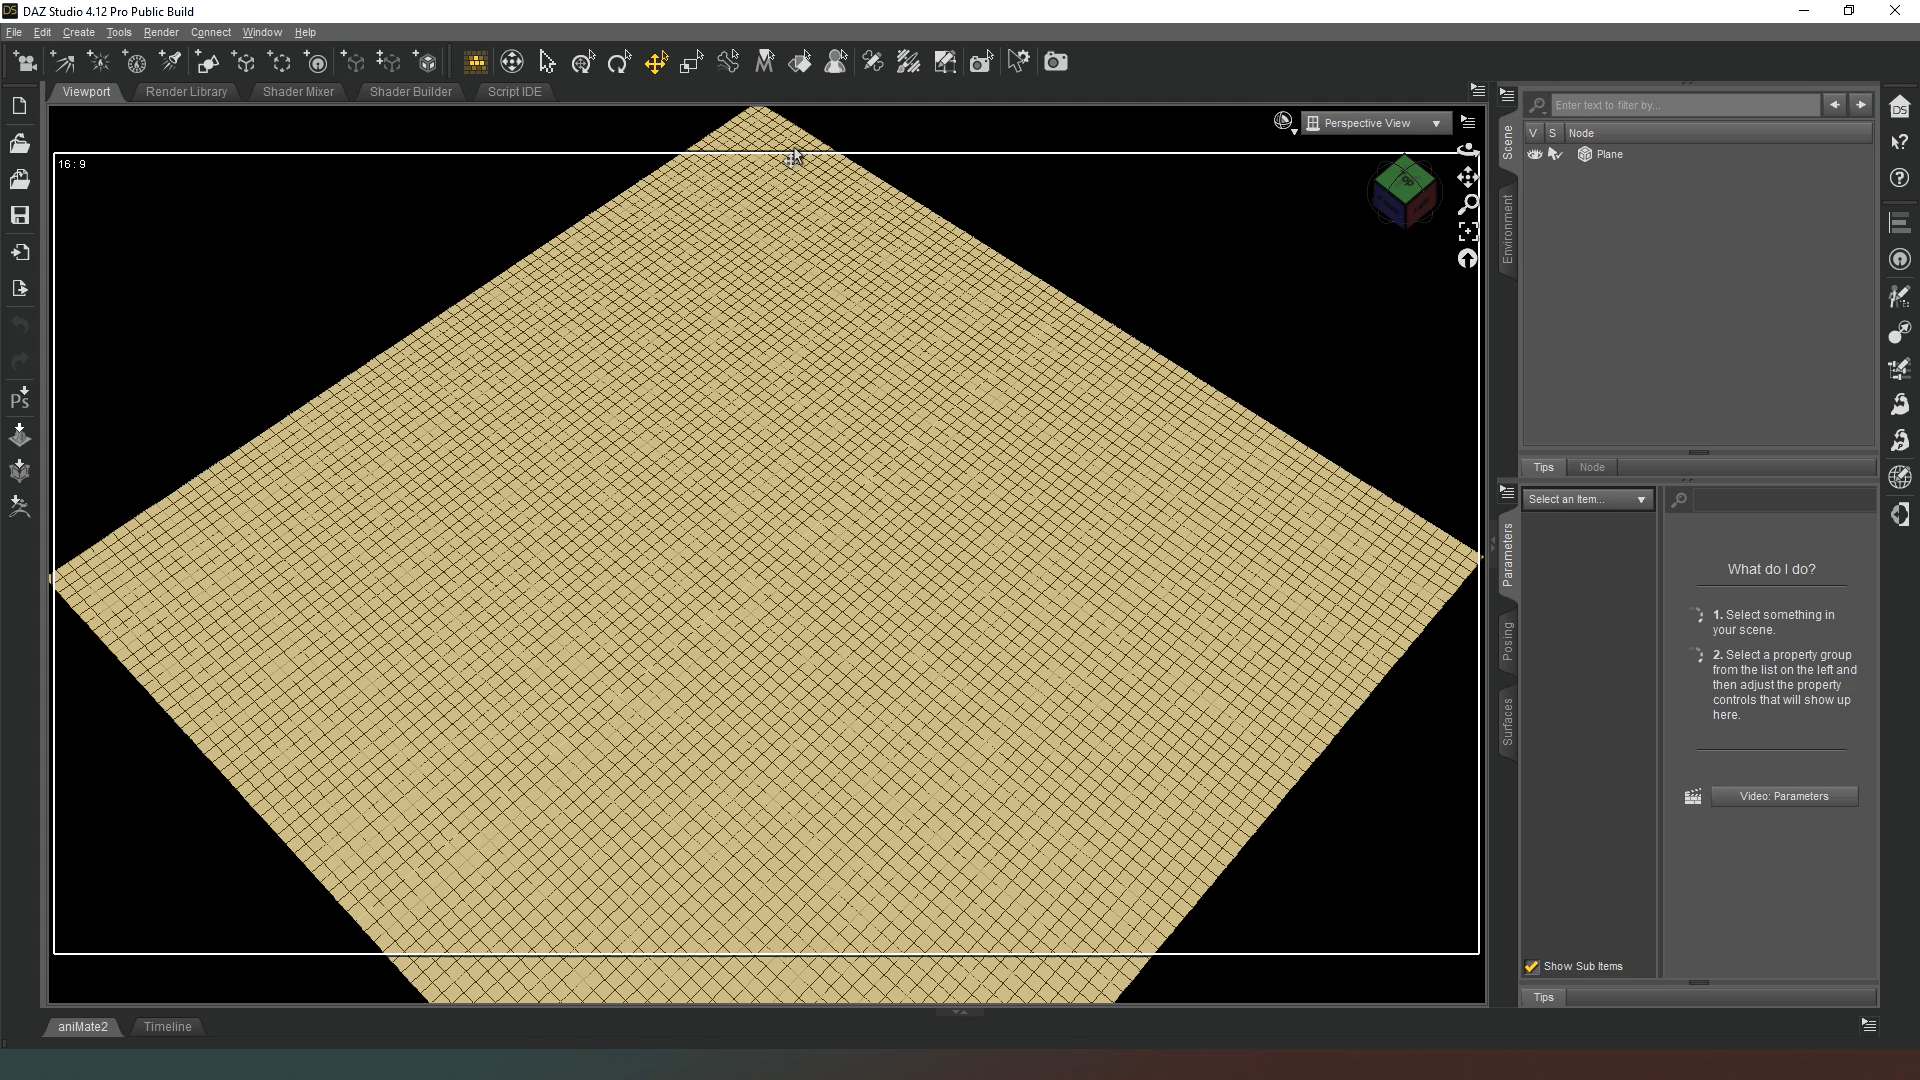 DAZ Studio 4.12 Pro Public Build
File Edit Create Tools Render Connect Window Help
Viewport Render Library Shader Mixer Shader Builder Script IDE
16 : 9
Perspective View
Enter text to filter by...
V S Node
Plane
Scene
Environment
Tips Node
Select an Item...
Parameters
Posing
Surfaces
What do I do?
1. Select something in
your scene.
2. Select a property group
from the list on the left and
then adjust the property
controls that will show up
here.
Video: Parameters
Show Sub Items
Tips
aniMate2 Timeline
DS
Ps